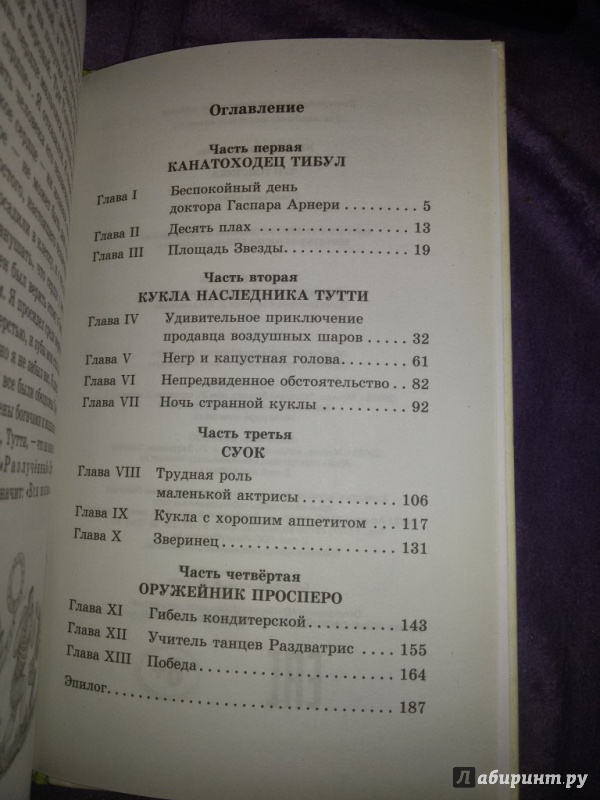 Оглавление
Часть первая
КАНАТОХОДЕЦ ТИБУЛ
Глава I Беспокойный день
доктора Гаспара Арнери . . . . . . . . . 5
Глава II Десять плах . . . . . . . . . . . . . . . . . 13
Глава III Площадь Звезды . . . . . . . . . . . . . . 19
Часть вторая
КУКЛА НАСЛЕДНИКА ТУТТИ
Глава IV Удивительное приключение
продавца воздушных шаров . . . . . 32
Глава V Негр и капустная голова . . . . . . . . 61
Глава VI Непредвиденное обстоятельство . . 82
Глава VII Ночь странной куклы . . . . . . . . . . 92
Часть третья
СУОК
Глава VIII Трудная роль
маленькой актрисы . . . . . . . . . . . 106
Глава IX Кукла с хорошим аппетитом . . . 117
Глава X Зверинец . . . . . . . . . . . . . . . . . . 131
Часть четвёртая
ОРУЖЕЙНИК ПРОСПЕРО
Глава XI Гибель кондитерской . . . . . . . . . 143
Глава XII Учитель танцев Раздватрис . . . . 155
Глава XIII Победа . . . . . . . . . . . . . . . . . . . . 164
Эпилог . . . . . . . . . . . . . . . . . . . . . . . . . . . . 187
лабиринт.ру